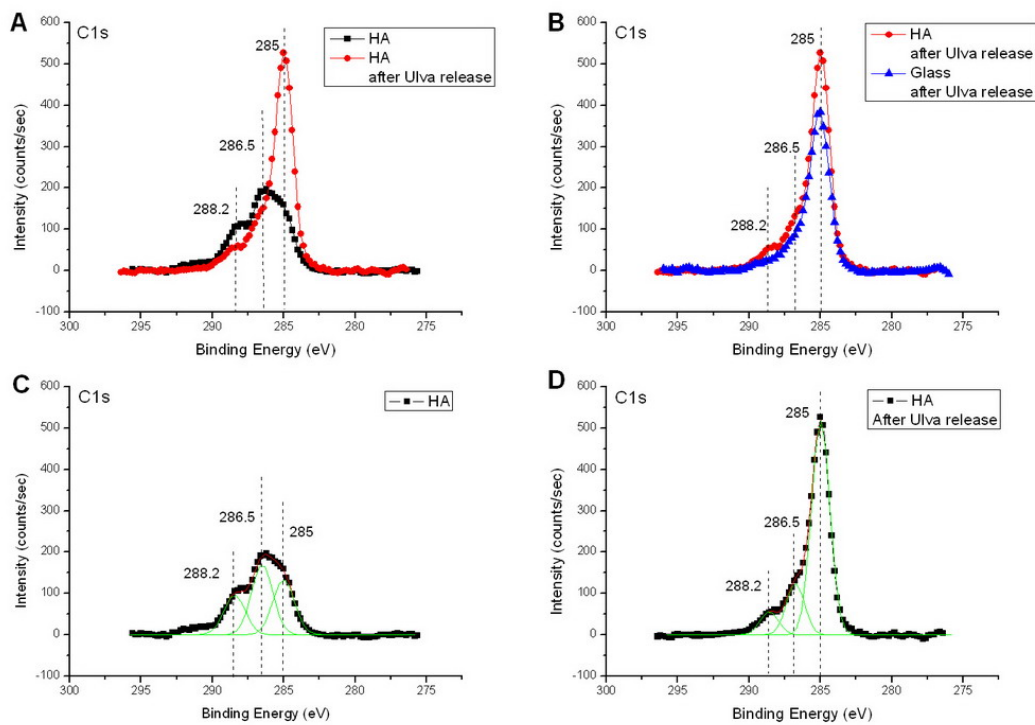 A
C1s
HA
HA
after Ulva release
285
286.5
288.2
600
500
400
300
200
100
0
-100
Intensity (counts/sec)
300 295 290 285 280 275
Binding Energy (eV)
B
C1s
HA
after Ulva release
Glass
after Ulva release
285
286.5
288.2
600
500
400
300
200
100
0
-100
Intensity (counts/sec)
300 295 290 285 280 275
Binding Energy (eV)
C
C1s
HA
286.5
285
288.2
600
500
400
300
200
100
0
-100
Intensity (counts/sec)
300 295 290 285 280 275
Binding Energy (eV)
D
C1s
HA
After Ulva release
285
286.5
288.2
600
500
400
300
200
100
0
-100
Intensity (counts/sec)
300 295 290 285 280 275
Binding Energy (eV)